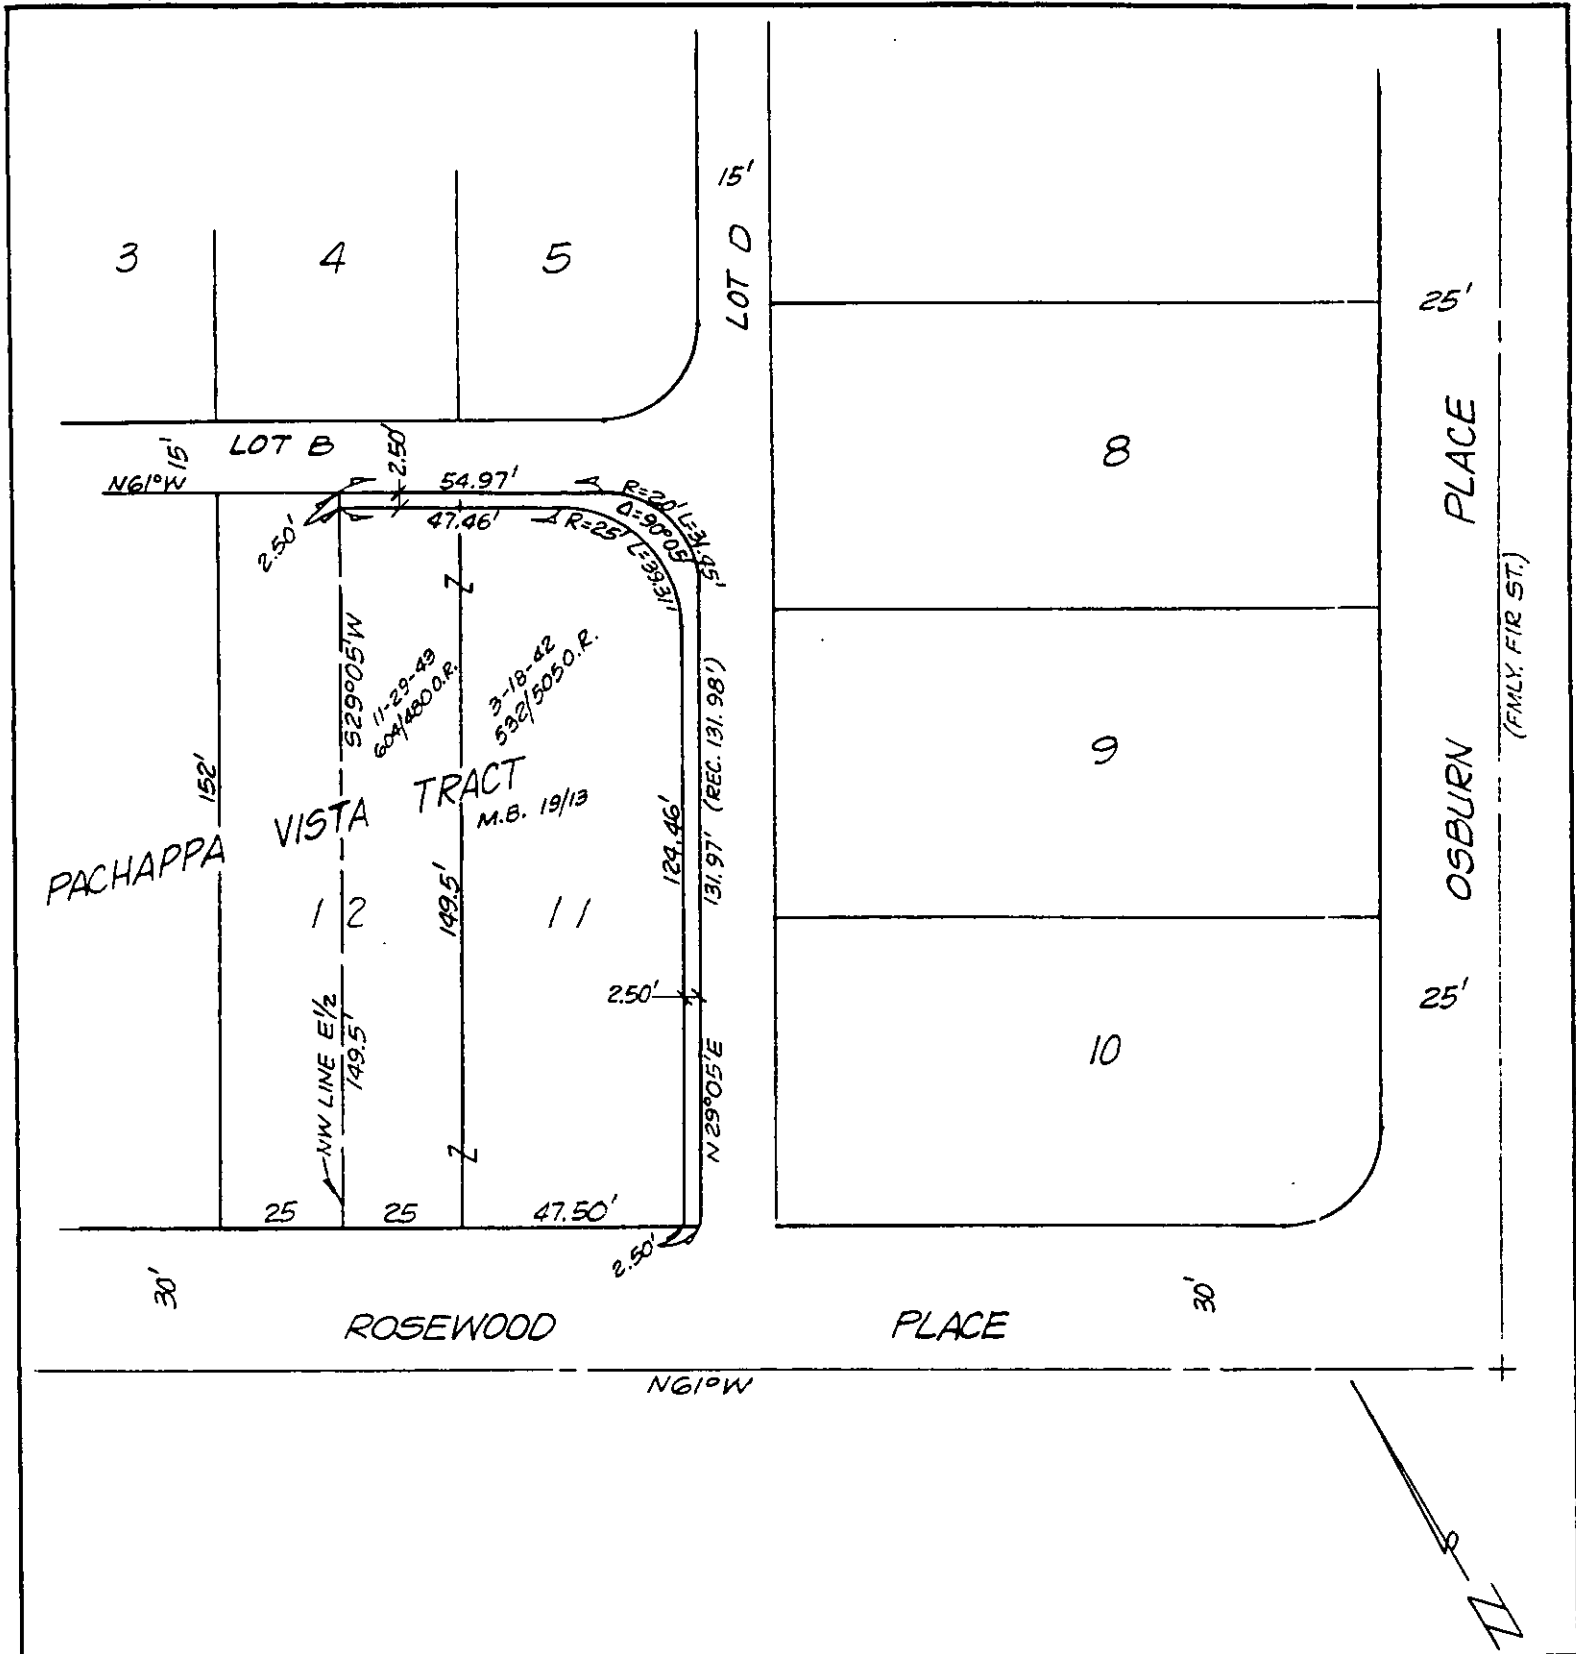 15'
LOT D
3
4
5
25'
PLACE
8
LOT B
15'
2.50'
N61°W
54.97'
R=20' L=31.45'
Δ=90°05'
47.46'
R=25' L=39.31'
2.50'
(FMLY. FIR ST.)
S29°05'W
11-29-43
604/480 O.R.
3-18-42
532/505 O.R.
131.97' (REC. 131.98')
152'
PACHAPPA VISTA TRACT
M.B. 19/13
124.46'
9
OSBURN
12
149.5'
11
2.50'
25'
NW LINE E 1/2
149.5'
N 29°05'E
10
25
25
47.50'
2.50'
30'
30'
ROSEWOOD PLACE
N61°W
N